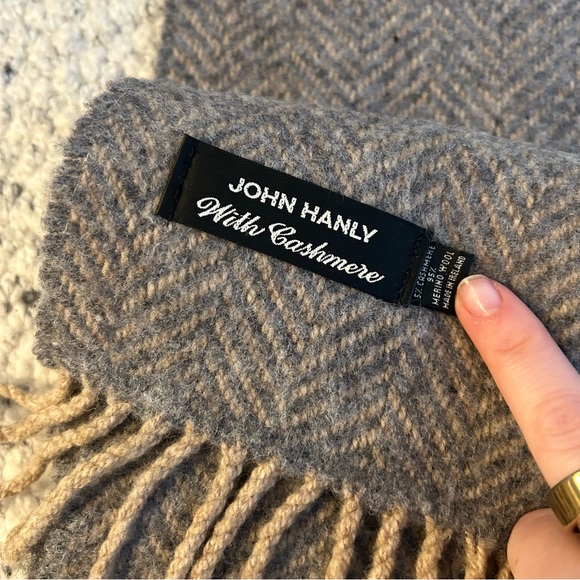 JOHN HANLY
With Cashmere
5% CASHMERE
95%
MERINO WOOL
MADE IN IRELAND